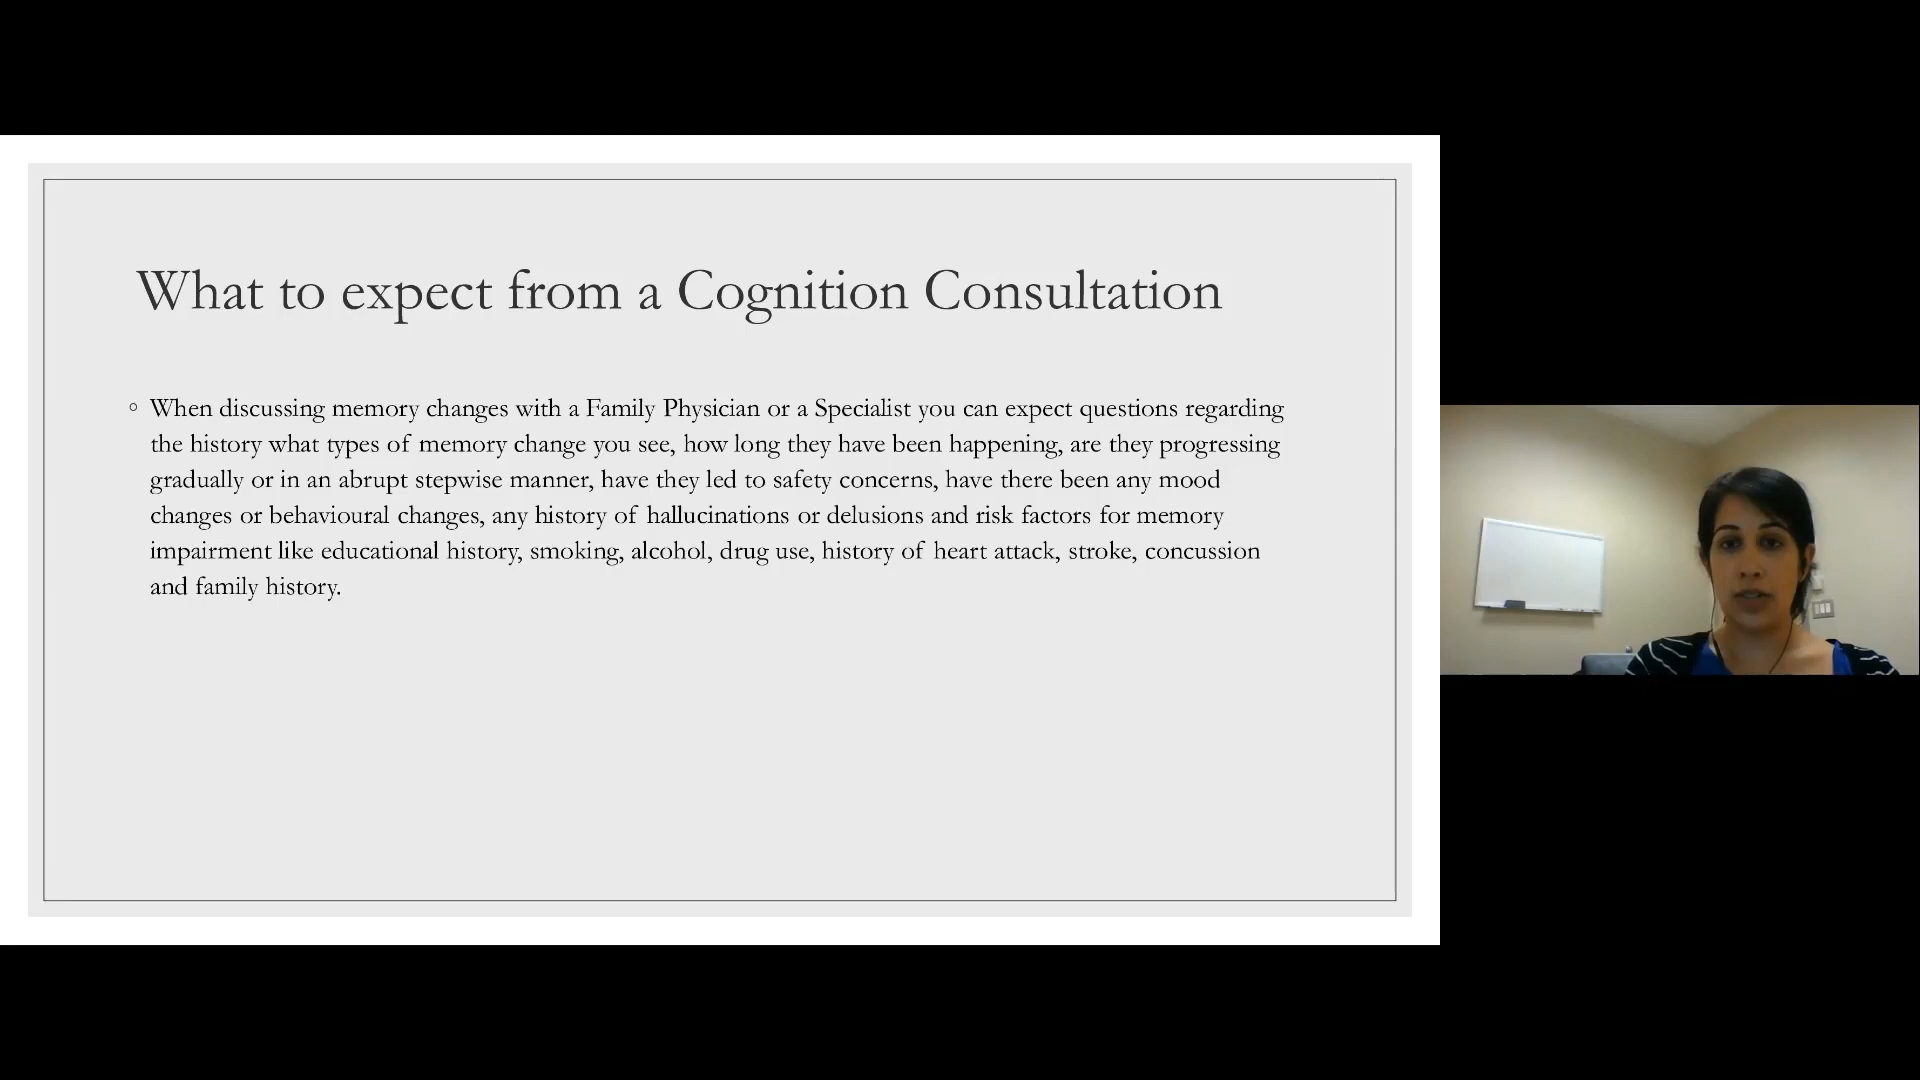 What to expect from a Cognition Consultation
◦ When discussing memory changes with a Family Physician or a Specialist you can expect questions regarding
the history what types of memory change you see, how long they have been happening, are they progressing
gradually or in an abrupt stepwise manner, have they led to safety concerns, have there been any mood
changes or behavioural changes, any history of hallucinations or delusions and risk factors for memory
impairment like educational history, smoking, alcohol, drug use, history of heart attack, stroke, concussion
and family history.